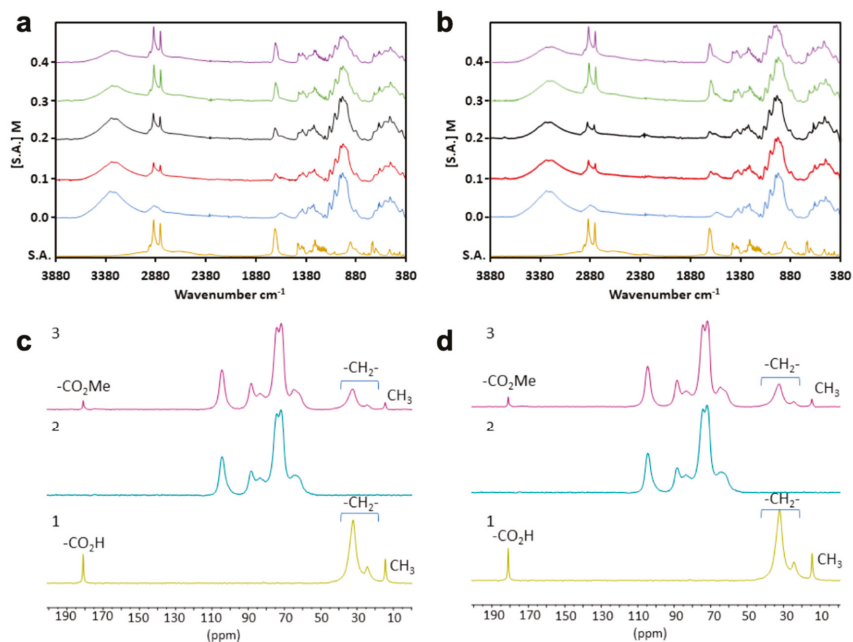 a
b
[S.A.] M
0.4
0.3
0.2
0.1
0.0
S.A.
3880 3380 2880 2380 1880 1380 880 380
Wavenumber cm-1
[S.A.] M
0.4
0.3
0.2
0.1
0.0
S.A.
3880 3380 2880 2380 1880 1380 880 380
Wavenumber cm-1
c
3
-CO₂Me
-CH₂-
CH₃
2
1
-CO₂H
-CH₂-
CH₃
190 170 150 130 110 90 70 50 30 10
(ppm)
d
3
-CO₂Me
-CH₂-
CH₃
2
1
-CO₂H
-CH₂-
CH₃
190 170 150 130 110 90 70 50 30 10
(ppm)